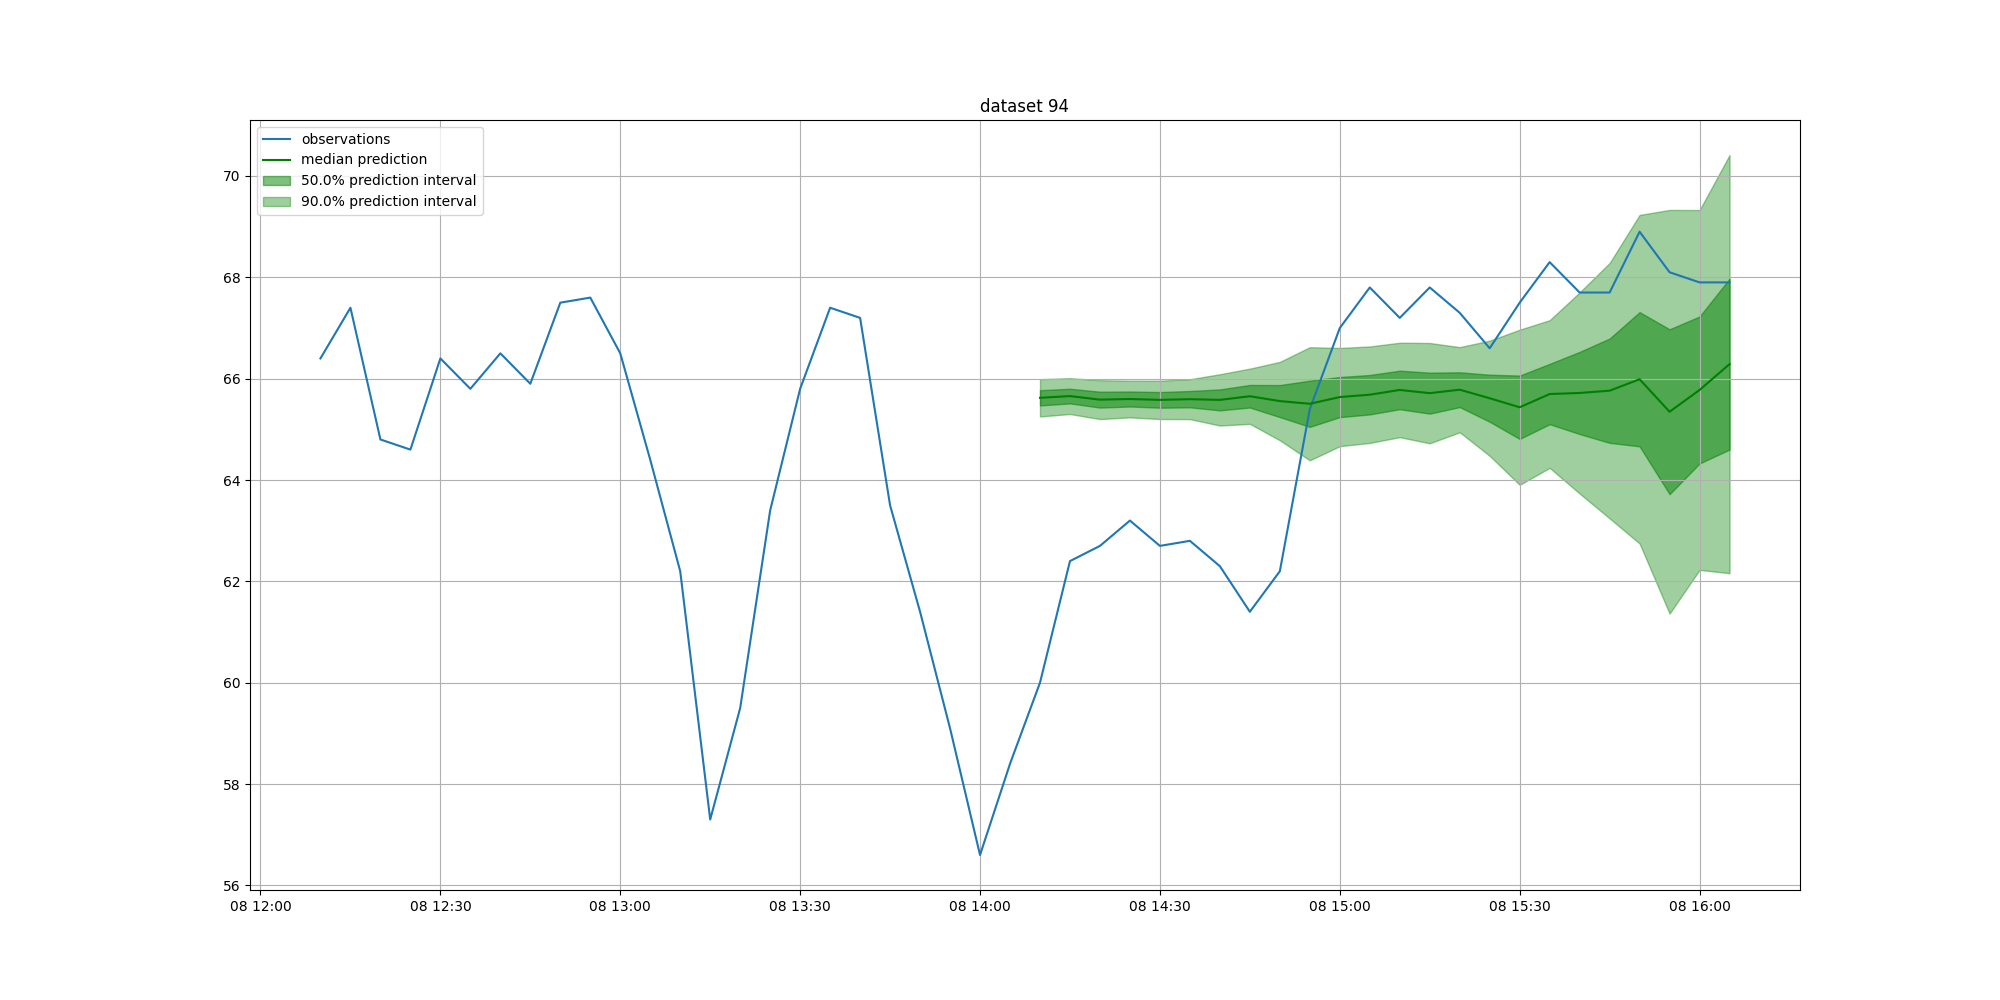 dataset 94
observations
median prediction
50.0% prediction interval
90.0% prediction interval
70
68
66
64
62
60
58
56
08 12:00 08 12:30 08 13:00 08 13:30 08 14:00 08 14:30 08 15:00 08 15:30 08 16:00